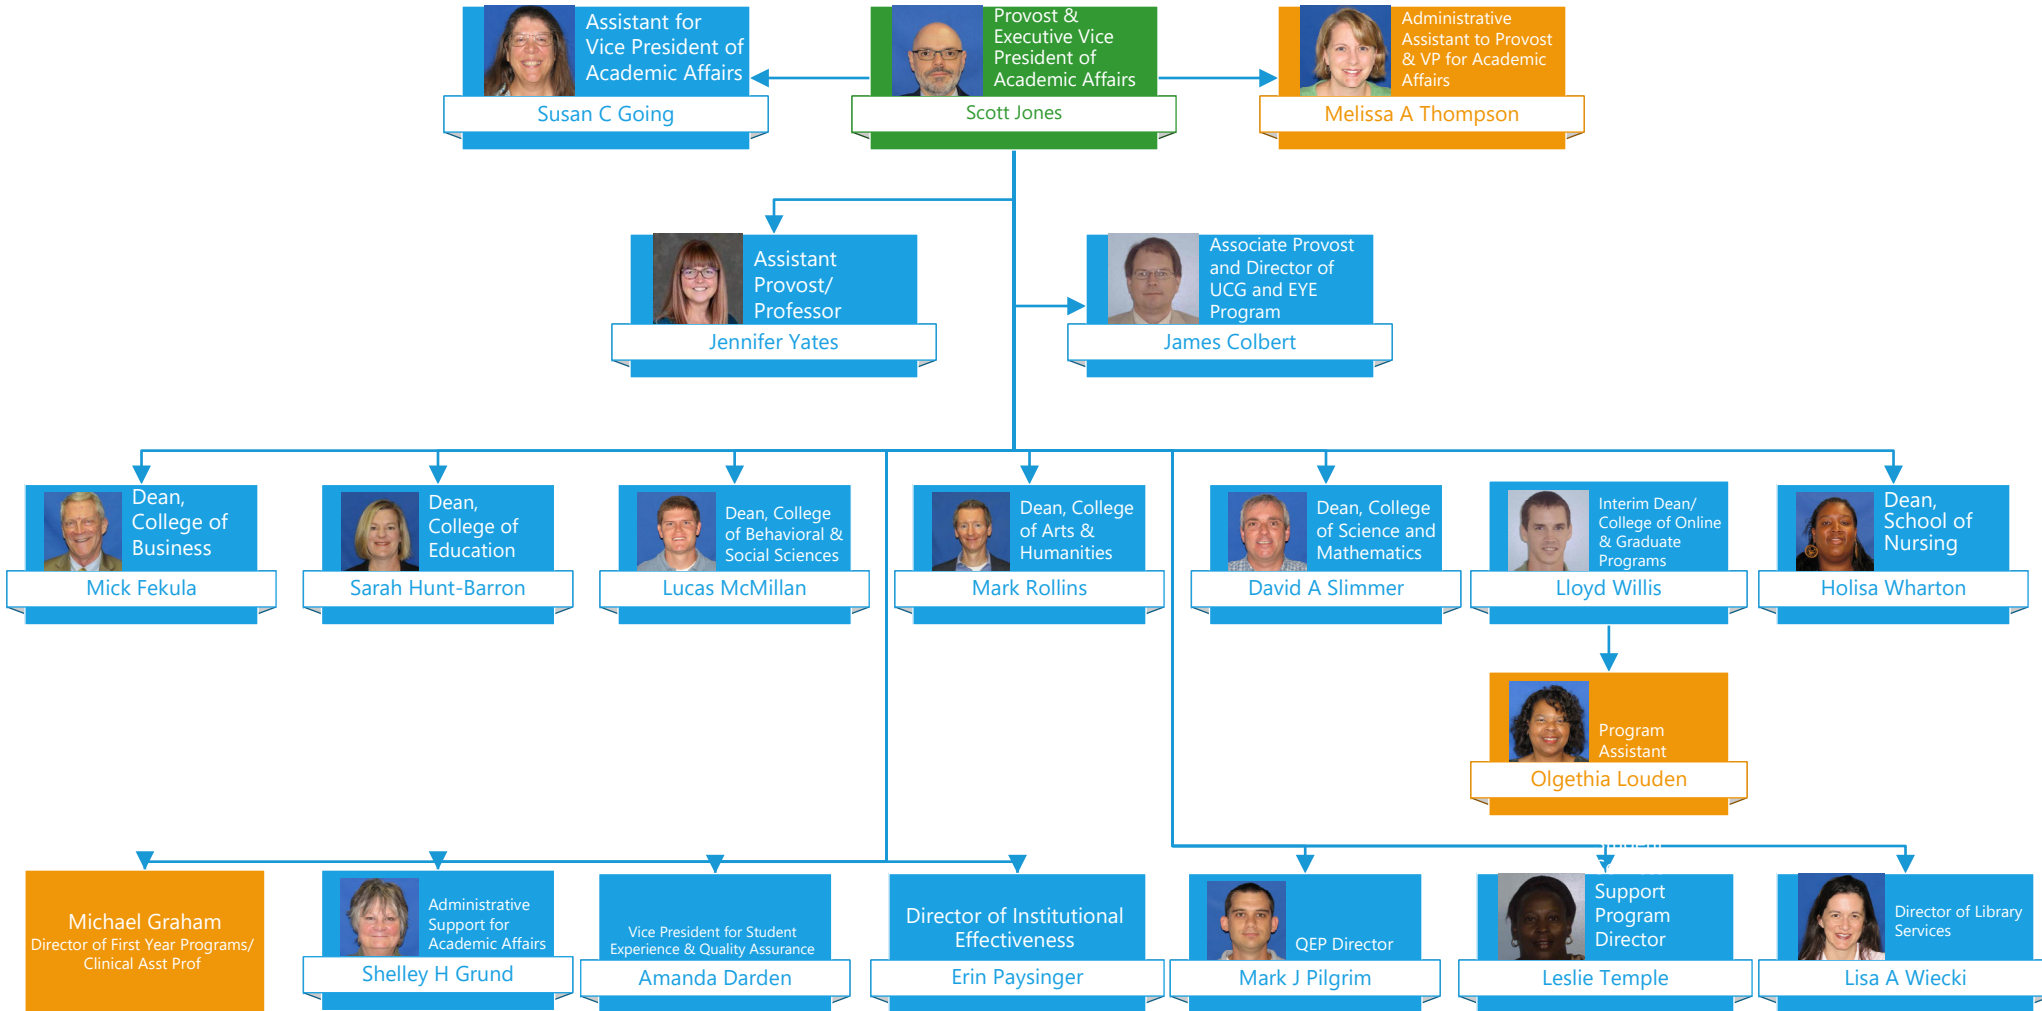 Assistant for
Vice President of
Academic Affairs
Susan C Going
Provost &
Executive Vice
President of
Academic Affairs
Scott Jones
Administrative
Assistant to Provost
& VP for Academic
Affairs
Melissa A Thompson
Assistant
Provost/
Professor
Jennifer Yates
Associate Provost
and Director of
UCG and EYE
Program
James Colbert
Dean,
College of
Business
Mick Fekula
Dean,
College of
Education
Sarah Hunt-Barron
Dean, College
of Behavioral &
Social Sciences
Lucas McMillan
Dean, College
of Arts &
Humanities
Mark Rollins
Dean, College
of Science and
Mathematics
David A Slimmer
Interim Dean/
College of Online
& Graduate
Programs
Lloyd Willis
Dean,
School of
Nursing
Holisa Wharton
Program
Assistant
Olgethia Louden
Michael Graham
Director of First Year Programs/
Clinical Asst Prof
Administrative
Support for
Academic Affairs
Shelley H Grund
Vice President for Student
Experience & Quality Assurance
Amanda Darden
Director of Institutional
Effectiveness
Erin Paysinger
QEP Director
Mark J Pilgrim
Student
Support
Program
Director
Leslie Temple
Director of Library
Services
Lisa A Wiecki